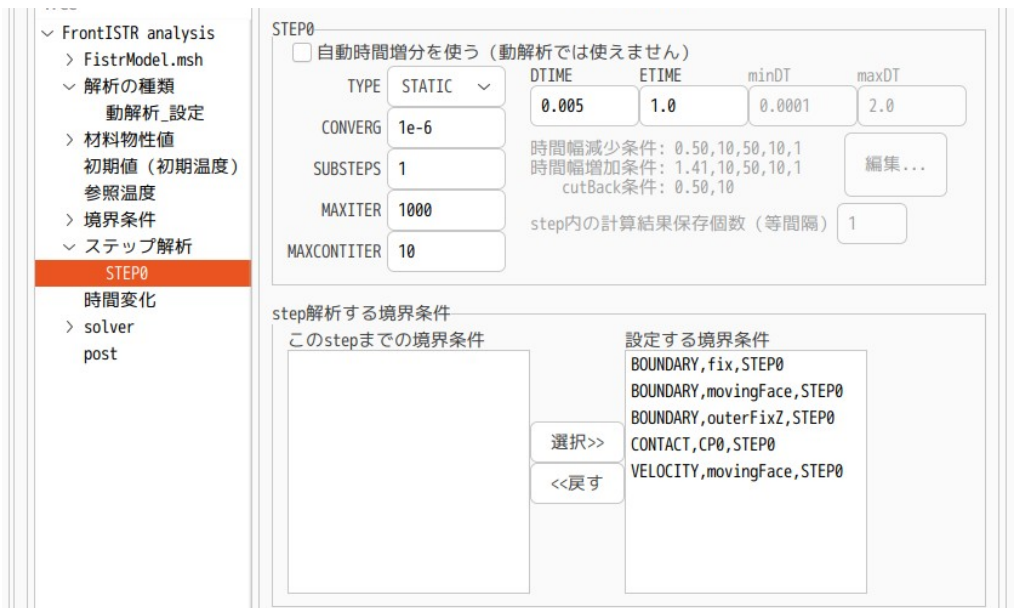 FrontISTR analysis
FistrModel.msh
解析の種類
動解析_設定
材料物性値
初期値（初期温度）
参照温度
境界条件
ステップ解析
STEP0
時間変化
solver
post
STEP0
自動時間増分を使う（動解析では使えません）
TYPE STATIC
CONVERG 1e-6
SUBSTEPS 1
MAXITER 1000
MAXCONTITER 10
DTIME ETIME minDT maxDT
0.005 1.0 0.0001 2.0
時間幅減少条件: 0.50,10,50,10,1
時間幅増加条件: 1.41,10,50,10,1
cutBack条件: 0.50,10
編集...
step内の計算結果保存個数（等間隔） 1
step解析する境界条件
このstepまでの境界条件
選択>>
<<戻す
設定する境界条件
BOUNDARY,fix,STEP0
BOUNDARY,movingFace,STEP0
BOUNDARY,outerFixZ,STEP0
CONTACT,CP0,STEP0
VELOCITY,movingFace,STEP0